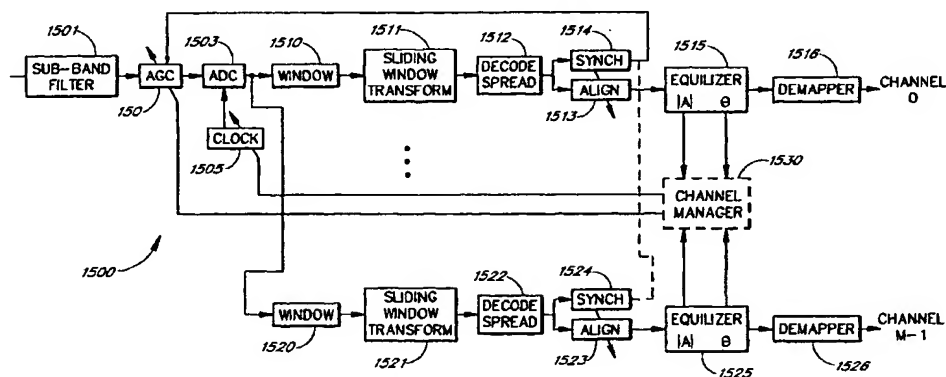 1501
SUB-BAND
FILTER
AGC
150
1503
ADC
CLOCK
1505
1510
WINDOW
1511
SLIDING
WINDOW
TRANSFORM
1512
DECODE
SPREAD
1514
SYNCH
ALIGN
1513
1515
EQUILIZER
|A| θ
1516
DEMAPPER
CHANNEL
0
1530
CHANNEL
MANAGER
1500
WINDOW
1520
SLIDING
WINDOW
TRANSFORM
1521
1522
DECODE
SPREAD
1524
SYNCH
ALIGN
1523
EQUILIZER
|A| θ
1525
DEMAPPER
1526
CHANNEL
M-1